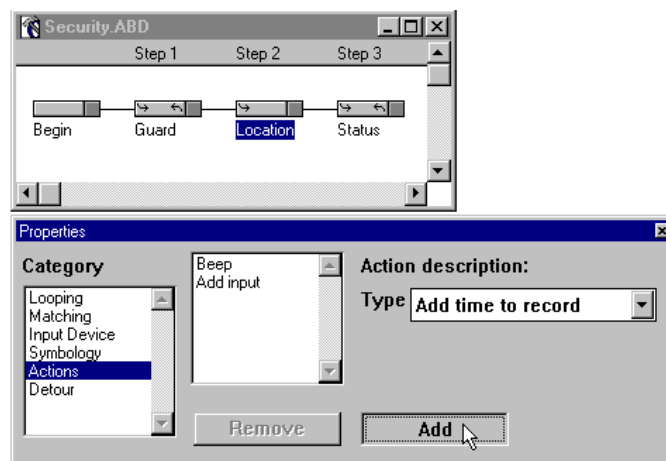 Security.ABD
Step 1 Step 2 Step 3
Begin Guard Location Status
Properties
Category
Looping
Matching
Input Device
Symbology
Actions
Detour
Beep
Add input
Action description:
Type Add time to record
Remove Add